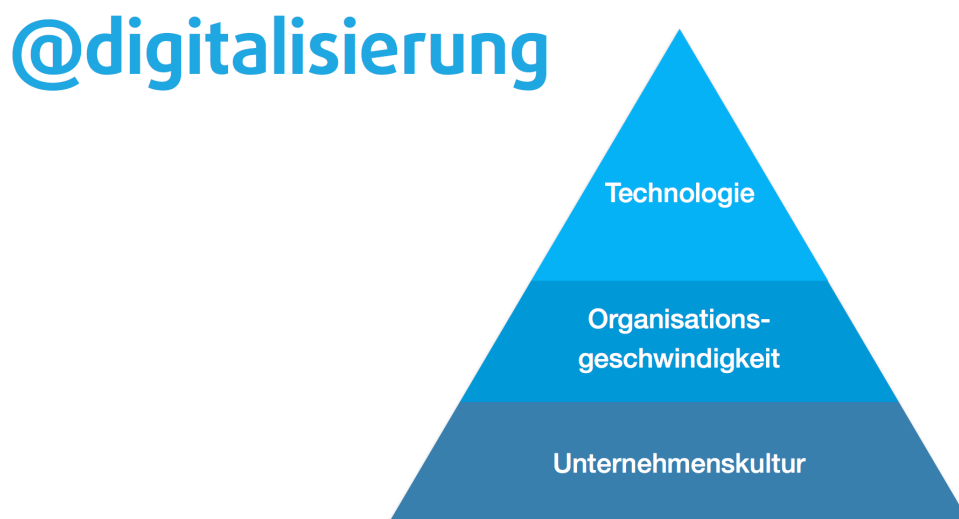 @digitalisierung
Technologie
Organisations-
geschwindigkeit
Unternehmenskultur